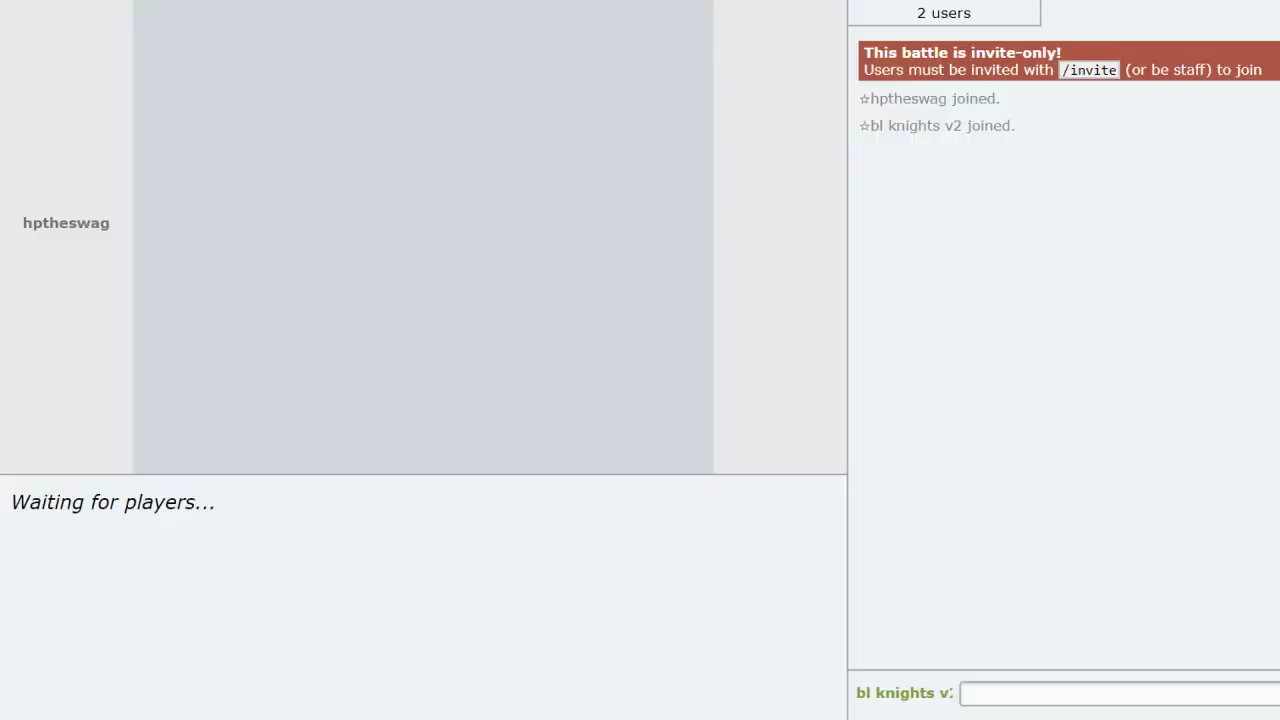 2 users
This battle is invite-only!
Users must be invited with /invite (or be staff) to join
☆hptheswag joined.
☆bl knights v2 joined.
hptheswag
Waiting for players...
bl knights v